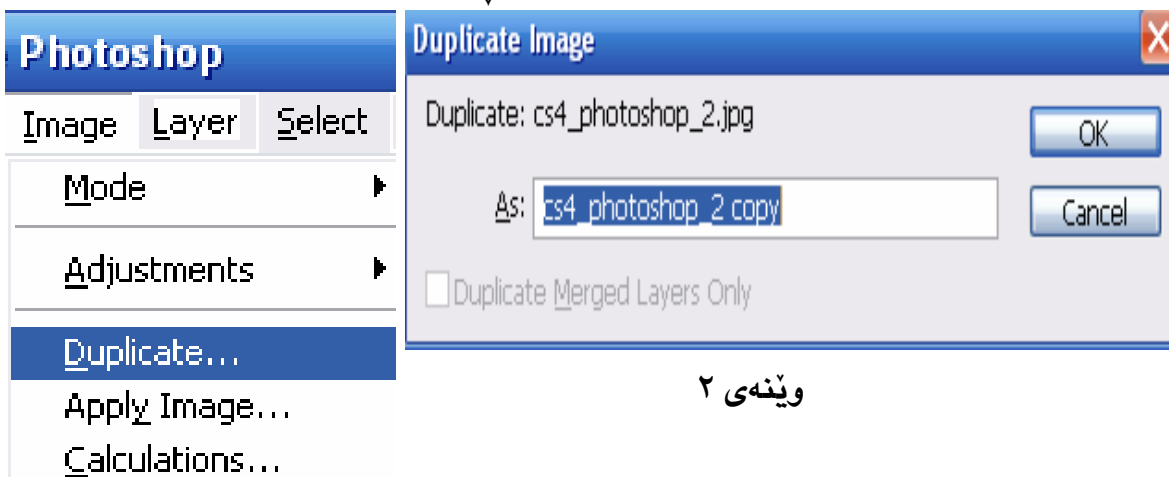 Photoshop
Image Layer Select
Mode
Adjustments
Duplicate...
Apply Image...
Calculations...
Duplicate Image
Duplicate: cs4_photoshop_2.jpg
OK
As: cs4_photoshop_2 copy
Cancel
Duplicate Merged Layers Only
وێنەی ٢